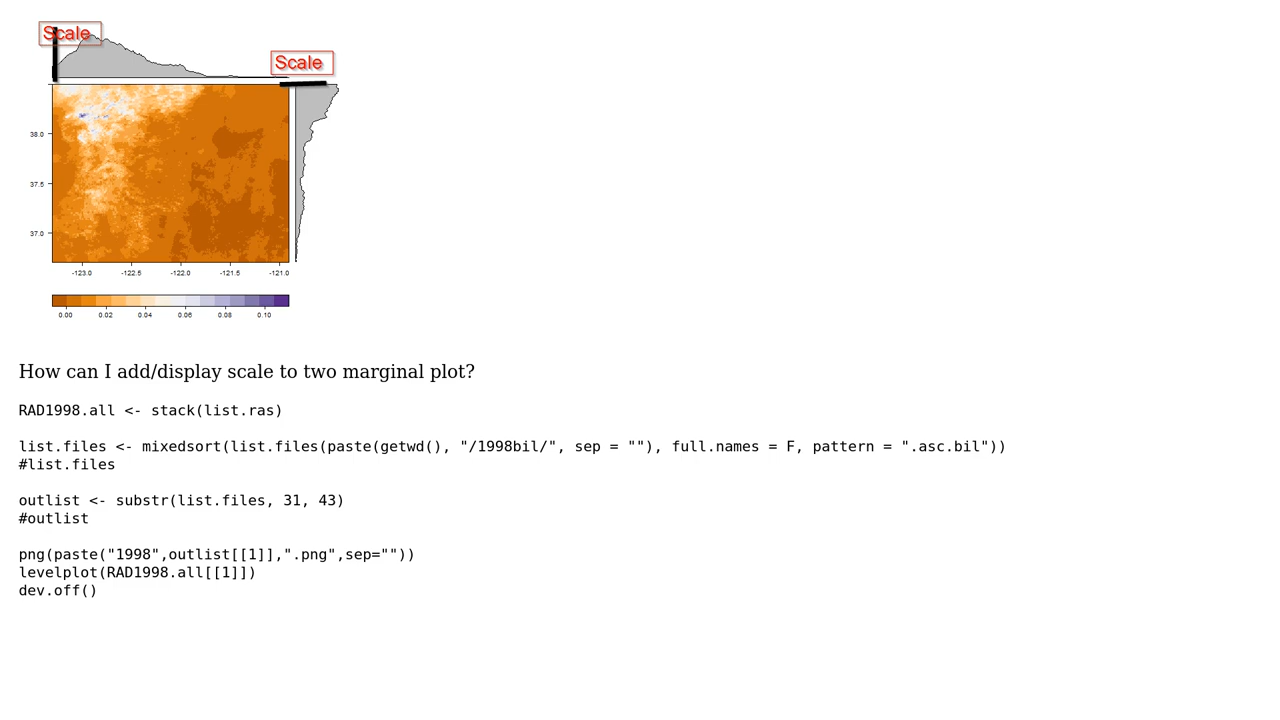 Scale
Scale
38.0
37.5
37.0
-123.0 -122.5 -122.0 -121.5 -121.0
0.00 0.02 0.04 0.06 0.08 0.10
How can I add/display scale to two marginal plot?
RAD1998.all <- stack(list.ras)
list.files <- mixedsort(list.files(paste(getwd(), "/1998bil/", sep = ""), full.names = F, pattern = ".asc.bil"))
#list.files
outlist <- substr(list.files, 31, 43)
#outlist
png(paste("1998",outlist[[1]],".png",sep=""))
levelplot(RAD1998.all[[1]])
dev.off()